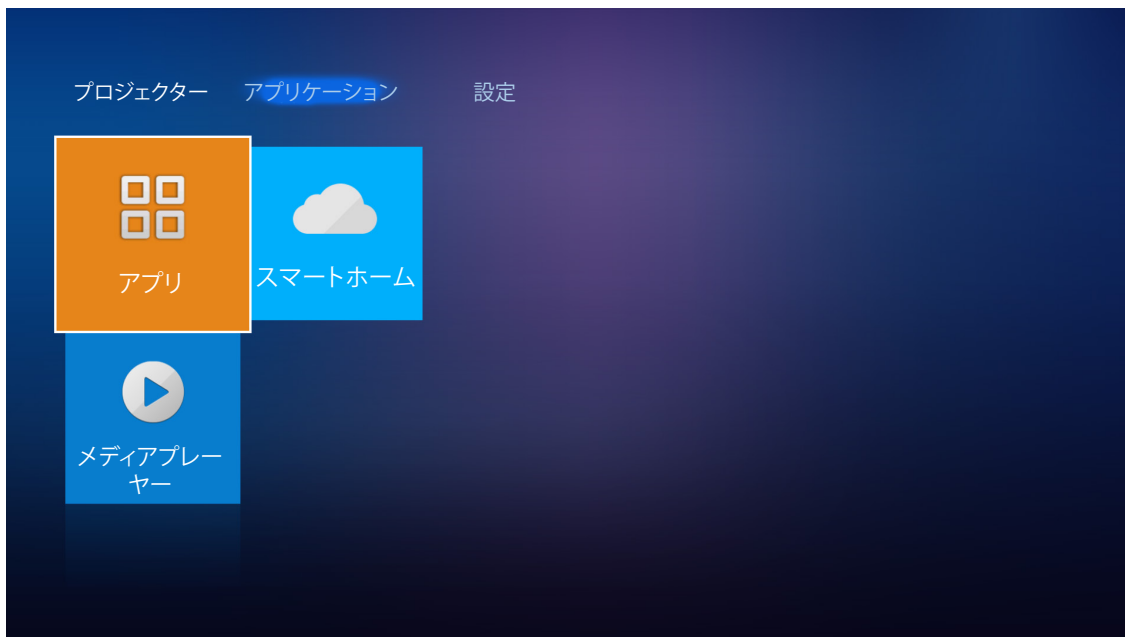 プロジェクター アプリケーション 設定
アプリ
スマートホーム
メディアプレー
ヤー